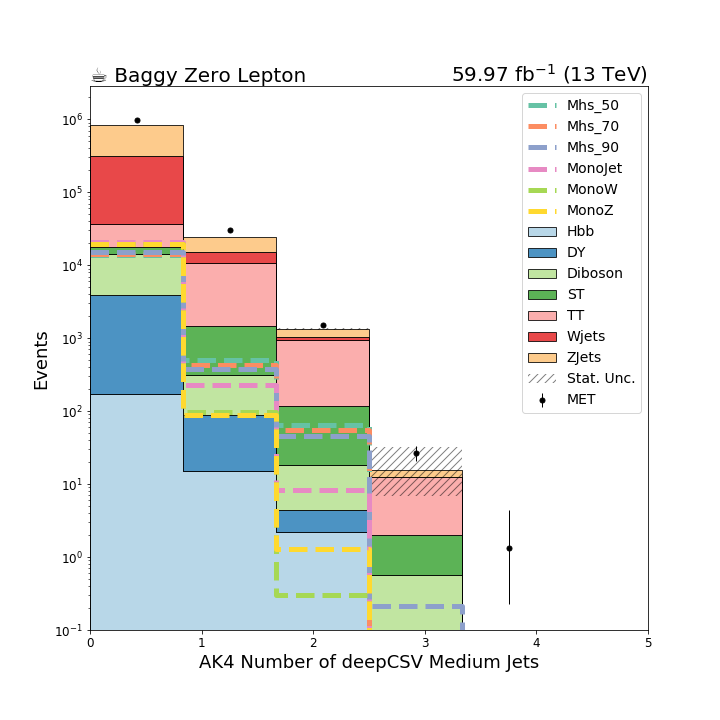 ☕ Baggy Zero Lepton
59.97 fb⁻¹ (13 TeV)
Events
10⁶
10⁵
10⁴
10³
10²
10¹
10⁰
10⁻¹
Mhs_50
Mhs_70
Mhs_90
MonoJet
MonoW
MonoZ
Hbb
DY
Diboson
ST
TT
Wjets
ZJets
Stat. Unc.
MET
0 1 2 3 4 5
AK4 Number of deepCSV Medium Jets